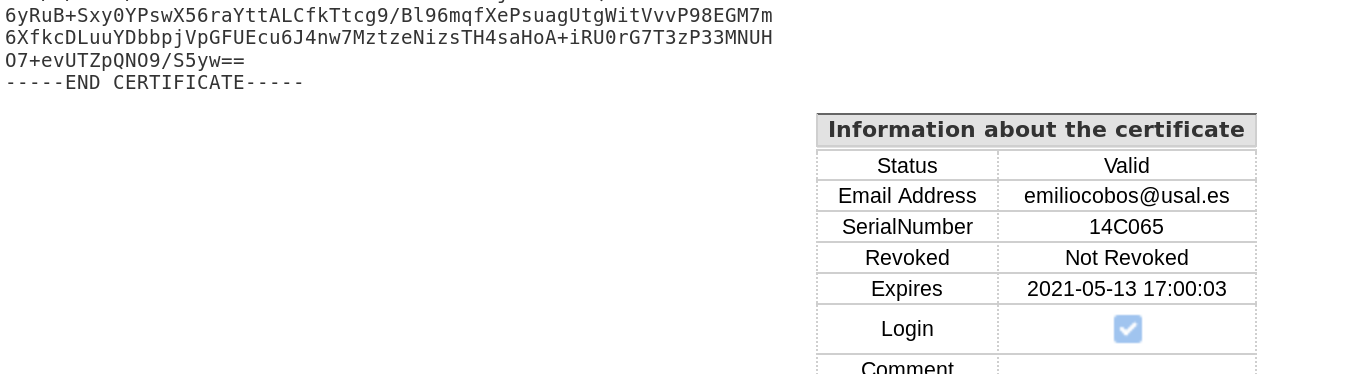 6yRuB+Sxy0YPswX56raYttALCfkTtcg9/Bl96mqfXePsuagUtgWitVvvP98EGM7m
6XfkcDLuuYDbbpjVpGFUEcu6J4nw7MztzeNizsTH4saHoA+iRU0rG7T3zP33MNUH
O7+evUTZpQNO9/S5yw==
-----END CERTIFICATE-----
Information about the certificate
Status Valid
Email Address emiliocobos@usal.es
SerialNumber 14C065
Revoked Not Revoked
Expires 2021-05-13 17:00:03
Login
Comment